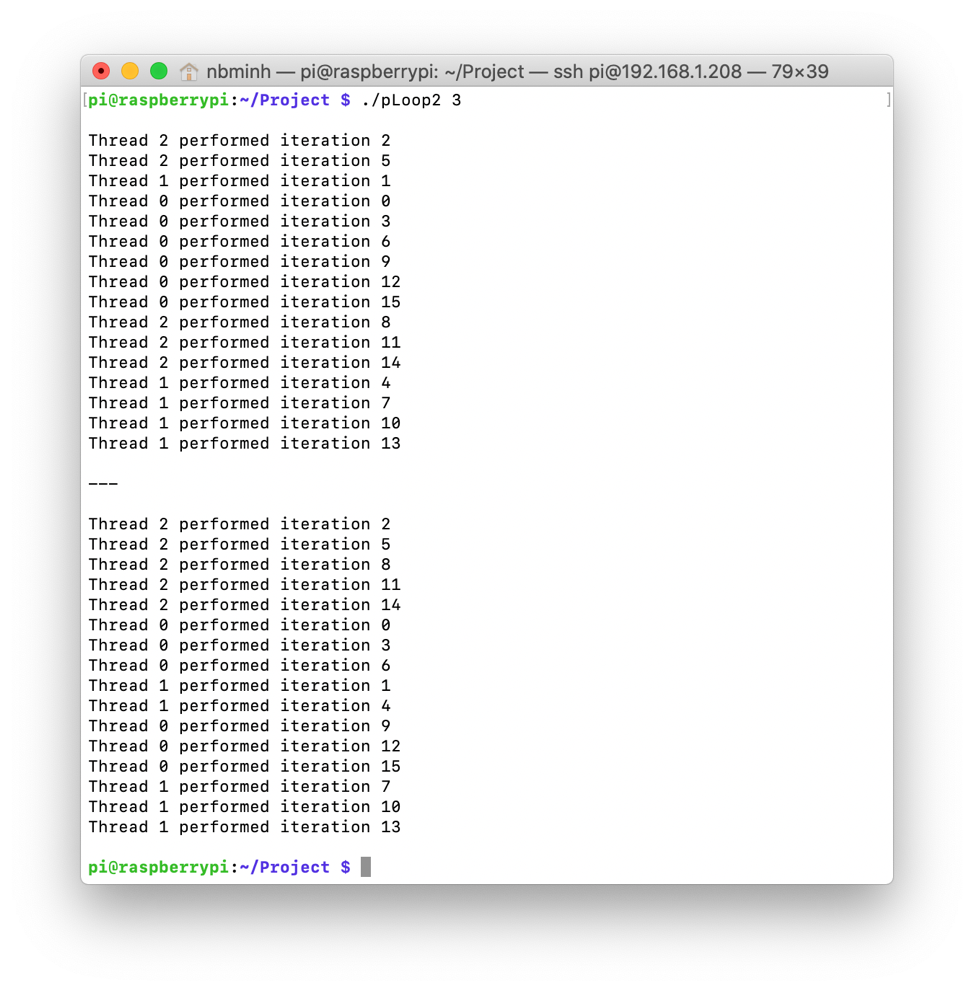 nbminh — pi@raspberrypi: ~/Project — ssh pi@192.168.1.208 — 79×39
[pi@raspberrypi:~/Project $ ./pLoop2 3 ]
Thread 2 performed iteration 2
Thread 2 performed iteration 5
Thread 1 performed iteration 1
Thread 0 performed iteration 0
Thread 0 performed iteration 3
Thread 0 performed iteration 6
Thread 0 performed iteration 9
Thread 0 performed iteration 12
Thread 0 performed iteration 15
Thread 2 performed iteration 8
Thread 2 performed iteration 11
Thread 2 performed iteration 14
Thread 1 performed iteration 4
Thread 1 performed iteration 7
Thread 1 performed iteration 10
Thread 1 performed iteration 13
---
Thread 2 performed iteration 2
Thread 2 performed iteration 5
Thread 2 performed iteration 8
Thread 2 performed iteration 11
Thread 2 performed iteration 14
Thread 0 performed iteration 0
Thread 0 performed iteration 3
Thread 0 performed iteration 6
Thread 1 performed iteration 1
Thread 1 performed iteration 4
Thread 0 performed iteration 9
Thread 0 performed iteration 12
Thread 0 performed iteration 15
Thread 1 performed iteration 7
Thread 1 performed iteration 10
Thread 1 performed iteration 13
pi@raspberrypi:~/Project $